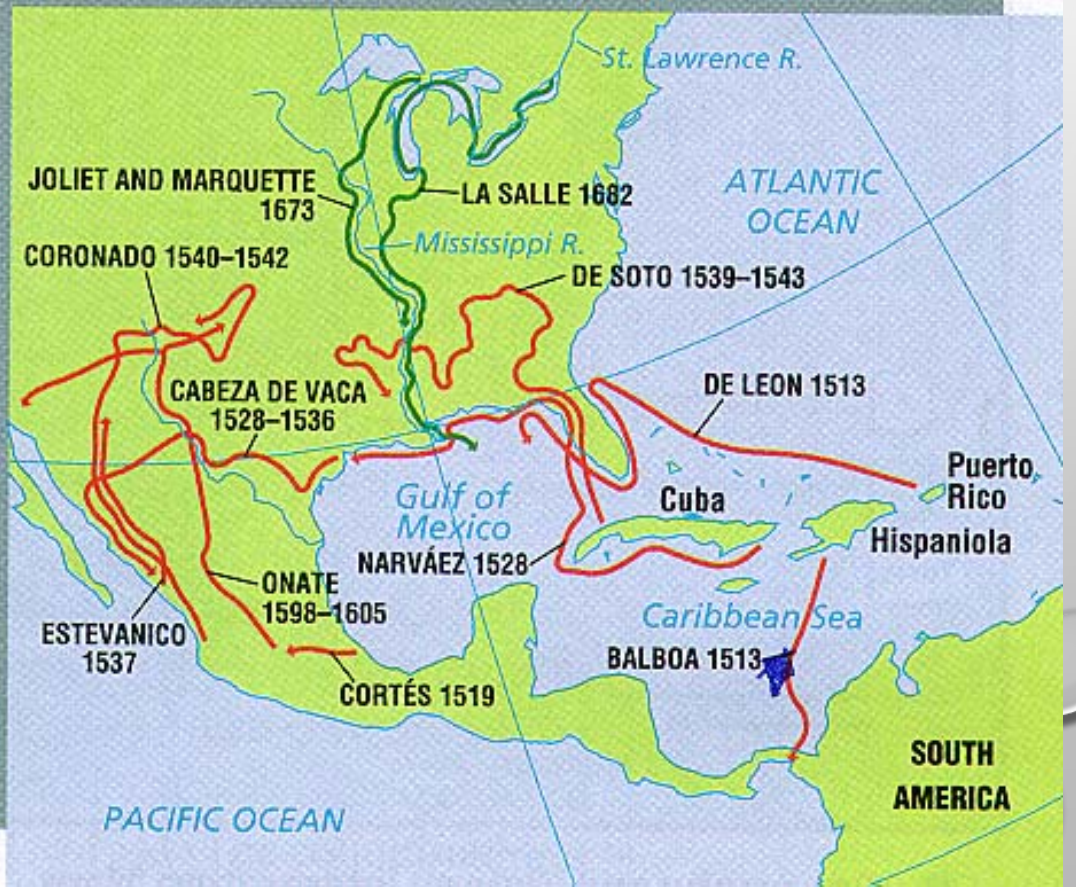 St. Lawrence R.
JOLIET AND MARQUETTE
1673
LA SALLE 1682
ATLANTIC
OCEAN
Mississippi R.
CORONADO 1540–1542
DE SOTO 1539–1543
CABEZA DE VACA
1528–1536
DE LEON 1513
Puerto
Rico
Cuba
Gulf of
Mexico
Hispaniola
NARVÁEZ 1528
ONATE
1598–1605
Caribbean Sea
ESTEVANICO
1537
BALBOA 1513
CORTÉS 1519
SOUTH
AMERICA
PACIFIC OCEAN